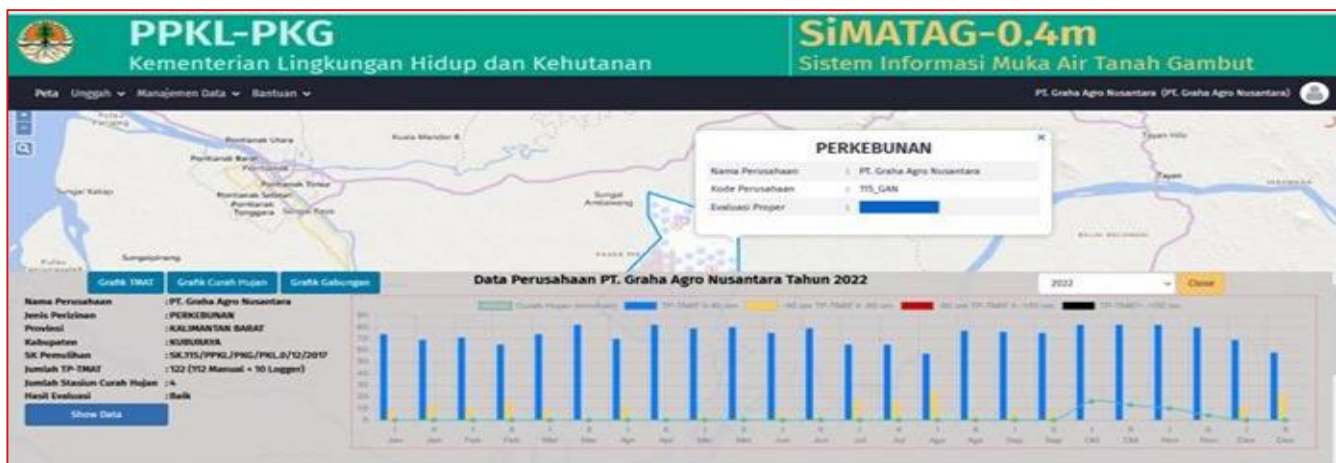 PPKL-PKG
Kementerian Lingkungan Hidup dan Kehutanan
SiMATAG-0.4m
Sistem Informasi Muka Air Tanah Gambut
Peta Unggah Manajemen Data Bantuan
PT. Graha Agro Nusantara (PT. Graha Agro Nusantara)
Pontianak Utara
Kuala Mandor B
Pontianak Barat
Pontianak Timur
Pontianak Selatan
Pontianak Tenggara
Sungai Raya
Sungai Kakap
Sungai Ambawang
Tayan Hilir
Tayan
PERKEBUNAN
Nama Perusahaan : PT. Graha Agro Nusantara
Kode Perusahaan : 115_GAN
Evaluasi Proper :
Grafik TMAT Grafik Curah Hujan Grafik Gabungan
Data Perusahaan PT. Graha Agro Nusantara Tahun 2022
2022 Close
Nama Perusahaan : PT. Graha Agro Nusantara
Jenis Perizinan : PERKEBUNAN
Provinsi : KALIMANTAN BARAT
Kabupaten : KUBURAYA
SK Pemulihan : SK.115/PPKL/PKG/PKL.0/12/2017
Jumlah TP-TMAT : 122 (112 Manual + 10 Logger)
Jumlah Stasiun Curah Hujan : 4
Hasil Evaluasi : Baik
Show Data
Jan Jan Feb Feb Mar Mar Apr Apr Mei Mei Jun Jun Jul Jul Ags Ags Sep Sep Okt Okt Nov Nov Des Des